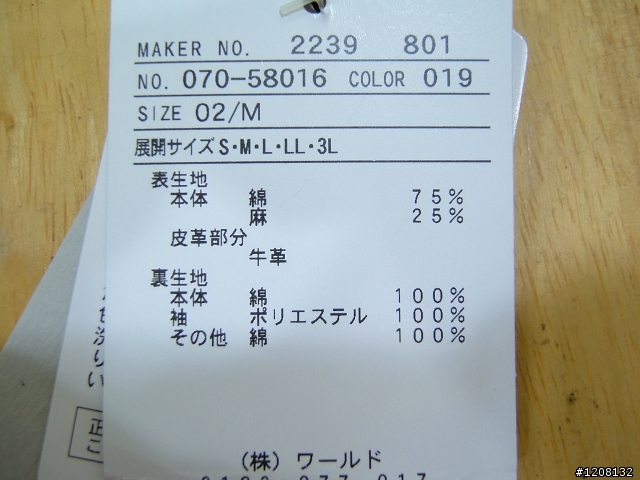 MAKER NO. 2239 801
NO. 070-58016 COLOR 019
SIZE 02/M
展開サイズS・M・L・LL・3L
表生地
本体 綿 75%
麻 25%
皮革部分
牛革
裏生地
本体 綿 100%
袖 ポリエステル 100%
その他 綿 100%
(株) ワールド
#1208132